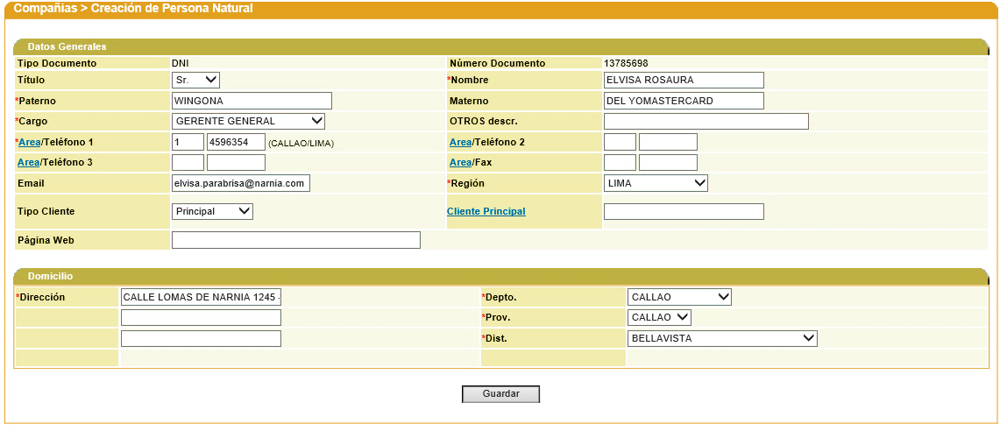 Compañias > Creación de Persona Natural
Datos Generales
Tipo Documento DNI Número Documento 13785698
Título Sr. *Nombre ELVISA ROSAURA
*Paterno WINGONA Materno DEL YOMASTERCARD
*Cargo GERENTE GENERAL OTROS descr.
*Area/Teléfono 1 1 4596354 (CALLAO/LIMA) Area/Teléfono 2
Area/Teléfono 3 Area/Fax
Email elvisa.parabrisa@narnia.com *Región LIMA
Tipo Cliente Principal Cliente Principal
Página Web
Domicilio
*Dirección CALLE LOMAS DE NARNIA 1245 - *Depto. CALLAO
*Prov. CALLAO
*Dist. BELLAVISTA
Guardar